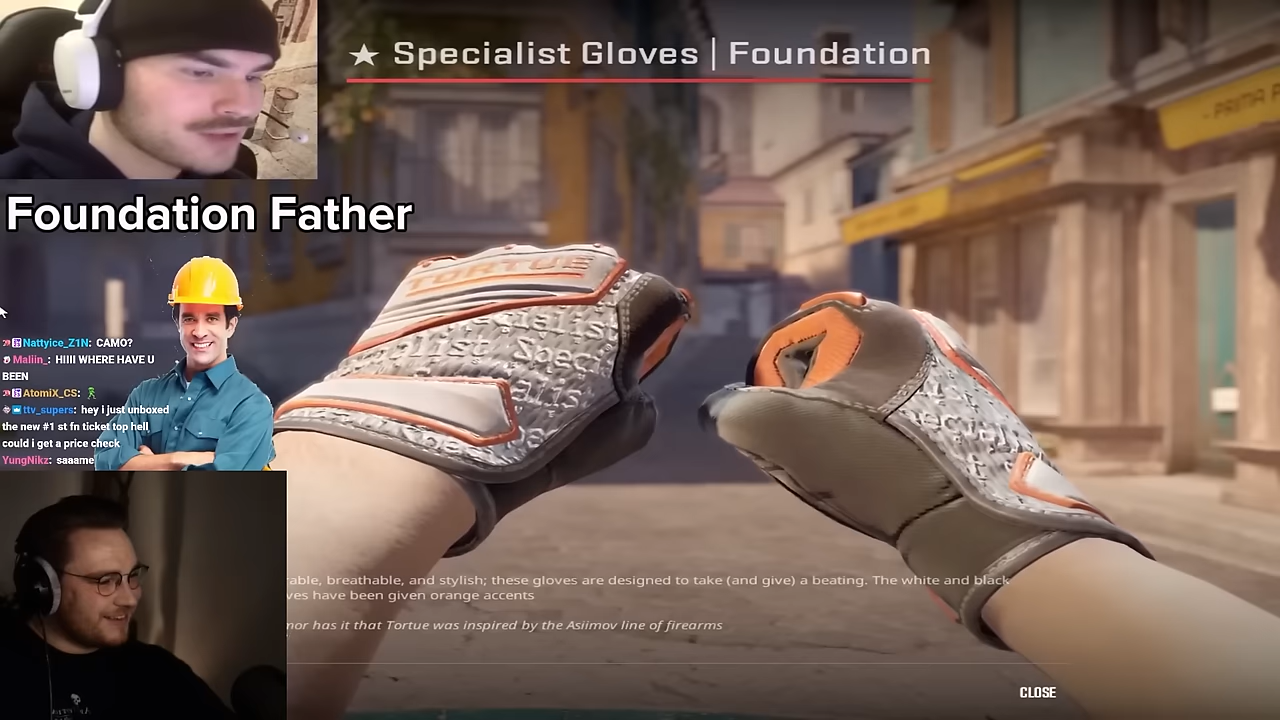 ★ Specialist Gloves | Foundation
PRIMA
Foundation Father
TORTUE
Nattyice_Z1N: CAMO?
Maliin_: HIIII WHERE HAVE U
BEEN
AtomiX_CS:
ttv_supers: hey i just unboxed
the new #1 st fn ticket top hell
could i get a price check
YungNikz: saaame
able, breathable, and stylish; these gloves are designed to take (and give) a beating. The white and black
ves have been given orange accents
mor has it that Tortue was inspired by the Asiimov line of firearms
CLOSE